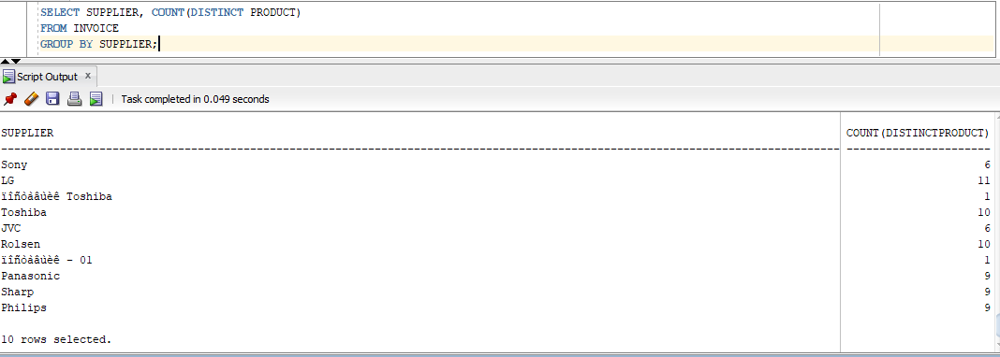 SELECT SUPPLIER, COUNT(DISTINCT PRODUCT)
FROM INVOICE
GROUP BY SUPPLIER;
Script Output x
Task completed in 0.049 seconds
SUPPLIER COUNT(DISTINCTPRODUCT)
-------------------------------------------------------------------------------------------------------------------------------- ----------------------
Sony 6
LG 11
ïîñòàâùèê Toshiba 1
Toshiba 10
JVC 6
Rolsen 10
ïîñòàâùèê - 01 1
Panasonic 9
Sharp 9
Philips 9
10 rows selected.